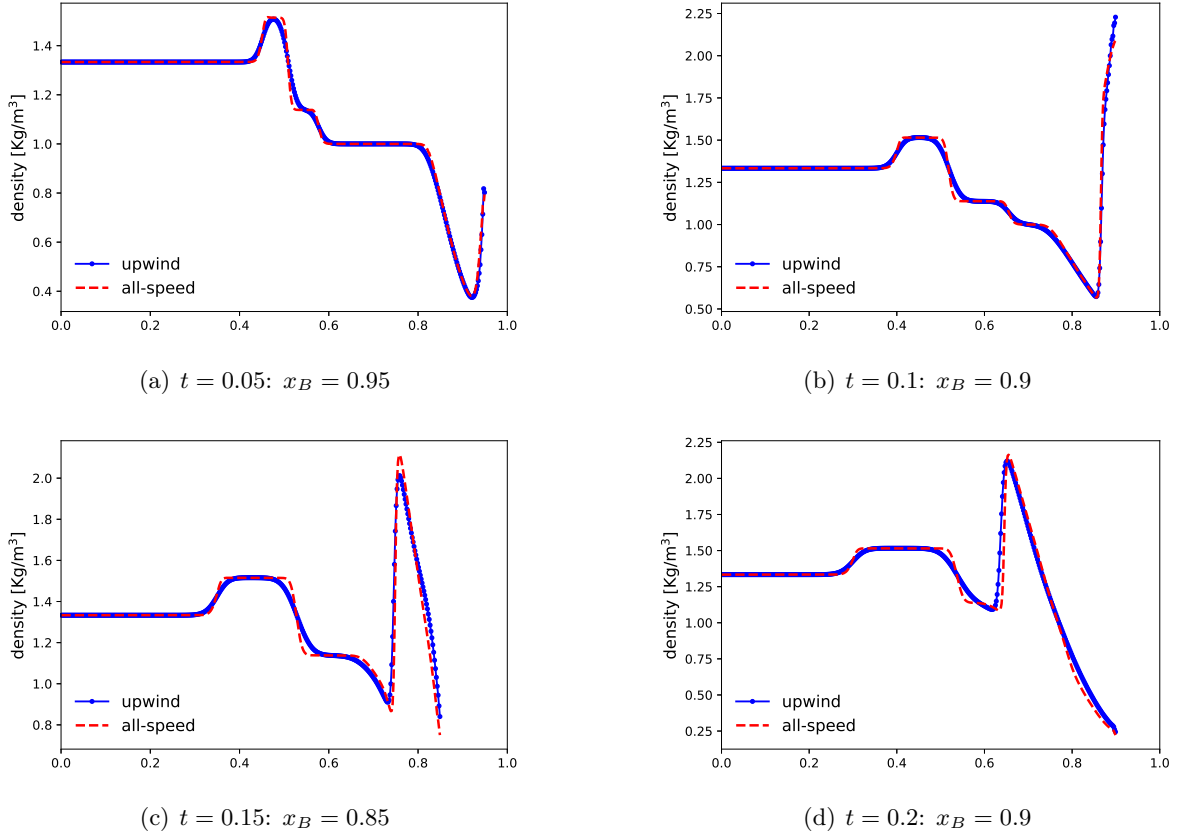 1.4
1.2
1.0
0.8
0.6
0.4
density [Kg/m³]
upwind
all-speed
0.0 0.2 0.4 0.6 0.8 1.0
(a) t = 0.05: x_B = 0.95
2.25
2.00
1.75
1.50
1.25
1.00
0.75
0.50
density [Kg/m³]
upwind
all-speed
0.0 0.2 0.4 0.6 0.8 1.0
(b) t = 0.1: x_B = 0.9
2.0
1.8
1.6
1.4
1.2
1.0
0.8
density [Kg/m³]
upwind
all-speed
0.0 0.2 0.4 0.6 0.8 1.0
(c) t = 0.15: x_B = 0.85
2.25
2.00
1.75
1.50
1.25
1.00
0.75
0.50
0.25
density [Kg/m³]
upwind
all-speed
0.0 0.2 0.4 0.6 0.8 1.0
(d) t = 0.2: x_B = 0.9